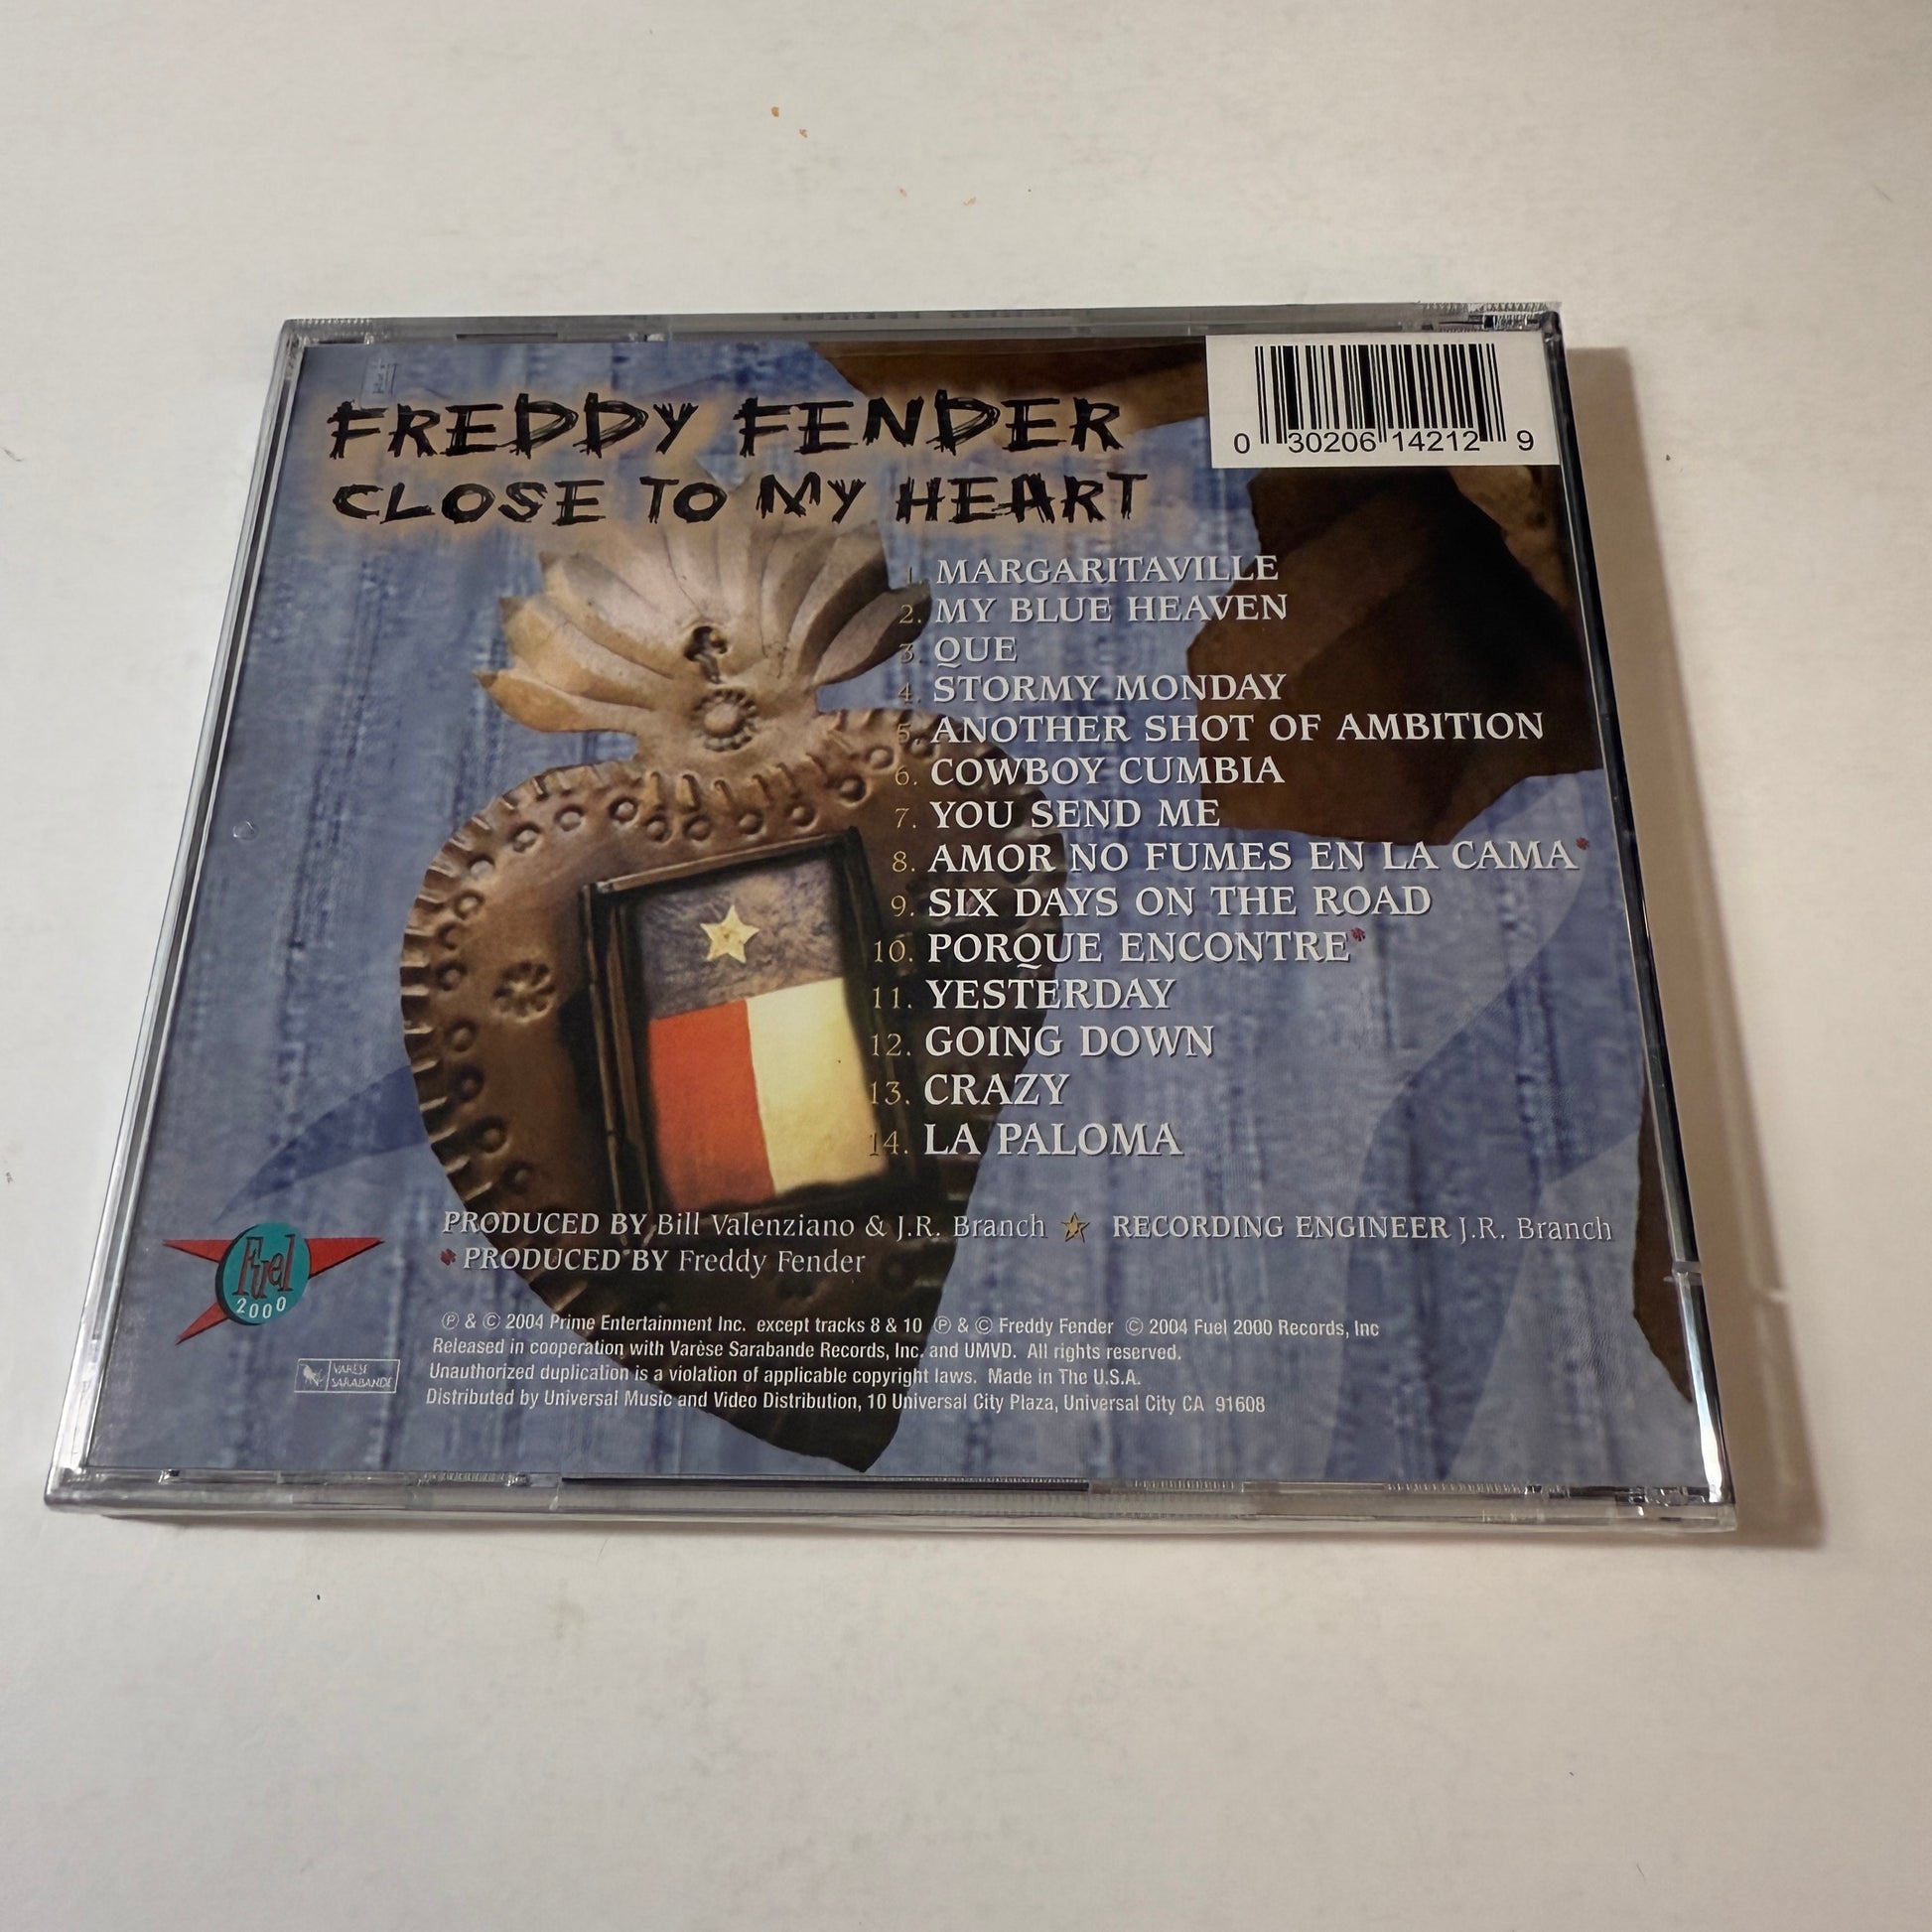 FREDDY FENDER
CLOSE TO MY HEART
0 30206 14212 9
1. MARGARITAVILLE
2. MY BLUE HEAVEN
3. QUE
4. STORMY MONDAY
5. ANOTHER SHOT OF AMBITION
6. COWBOY CUMBIA
7. YOU SEND ME
8. AMOR NO FUMES EN LA CAMA*
9. SIX DAYS ON THE ROAD
10. PORQUE ENCONTRE*
11. YESTERDAY
12. GOING DOWN
13. CRAZY
14. LA PALOMA
PRODUCED BY Bill Valenziano & J.R. Branch ★ RECORDING ENGINEER J.R. Branch
* PRODUCED BY Freddy Fender
Fuel
2000
℗ & © 2004 Prime Entertainment Inc. except tracks 8 & 10 ℗ & © Freddy Fender © 2004 Fuel 2000 Records, Inc
Released in cooperation with Varèse Sarabande Records, Inc. and UMVD. All rights reserved.
Unauthorized duplication is a violation of applicable copyright laws. Made in The U.S.A.
Distributed by Universal Music and Video Distribution, 10 Universal City Plaza, Universal City CA 91608
VARÈSE
SARABANDE